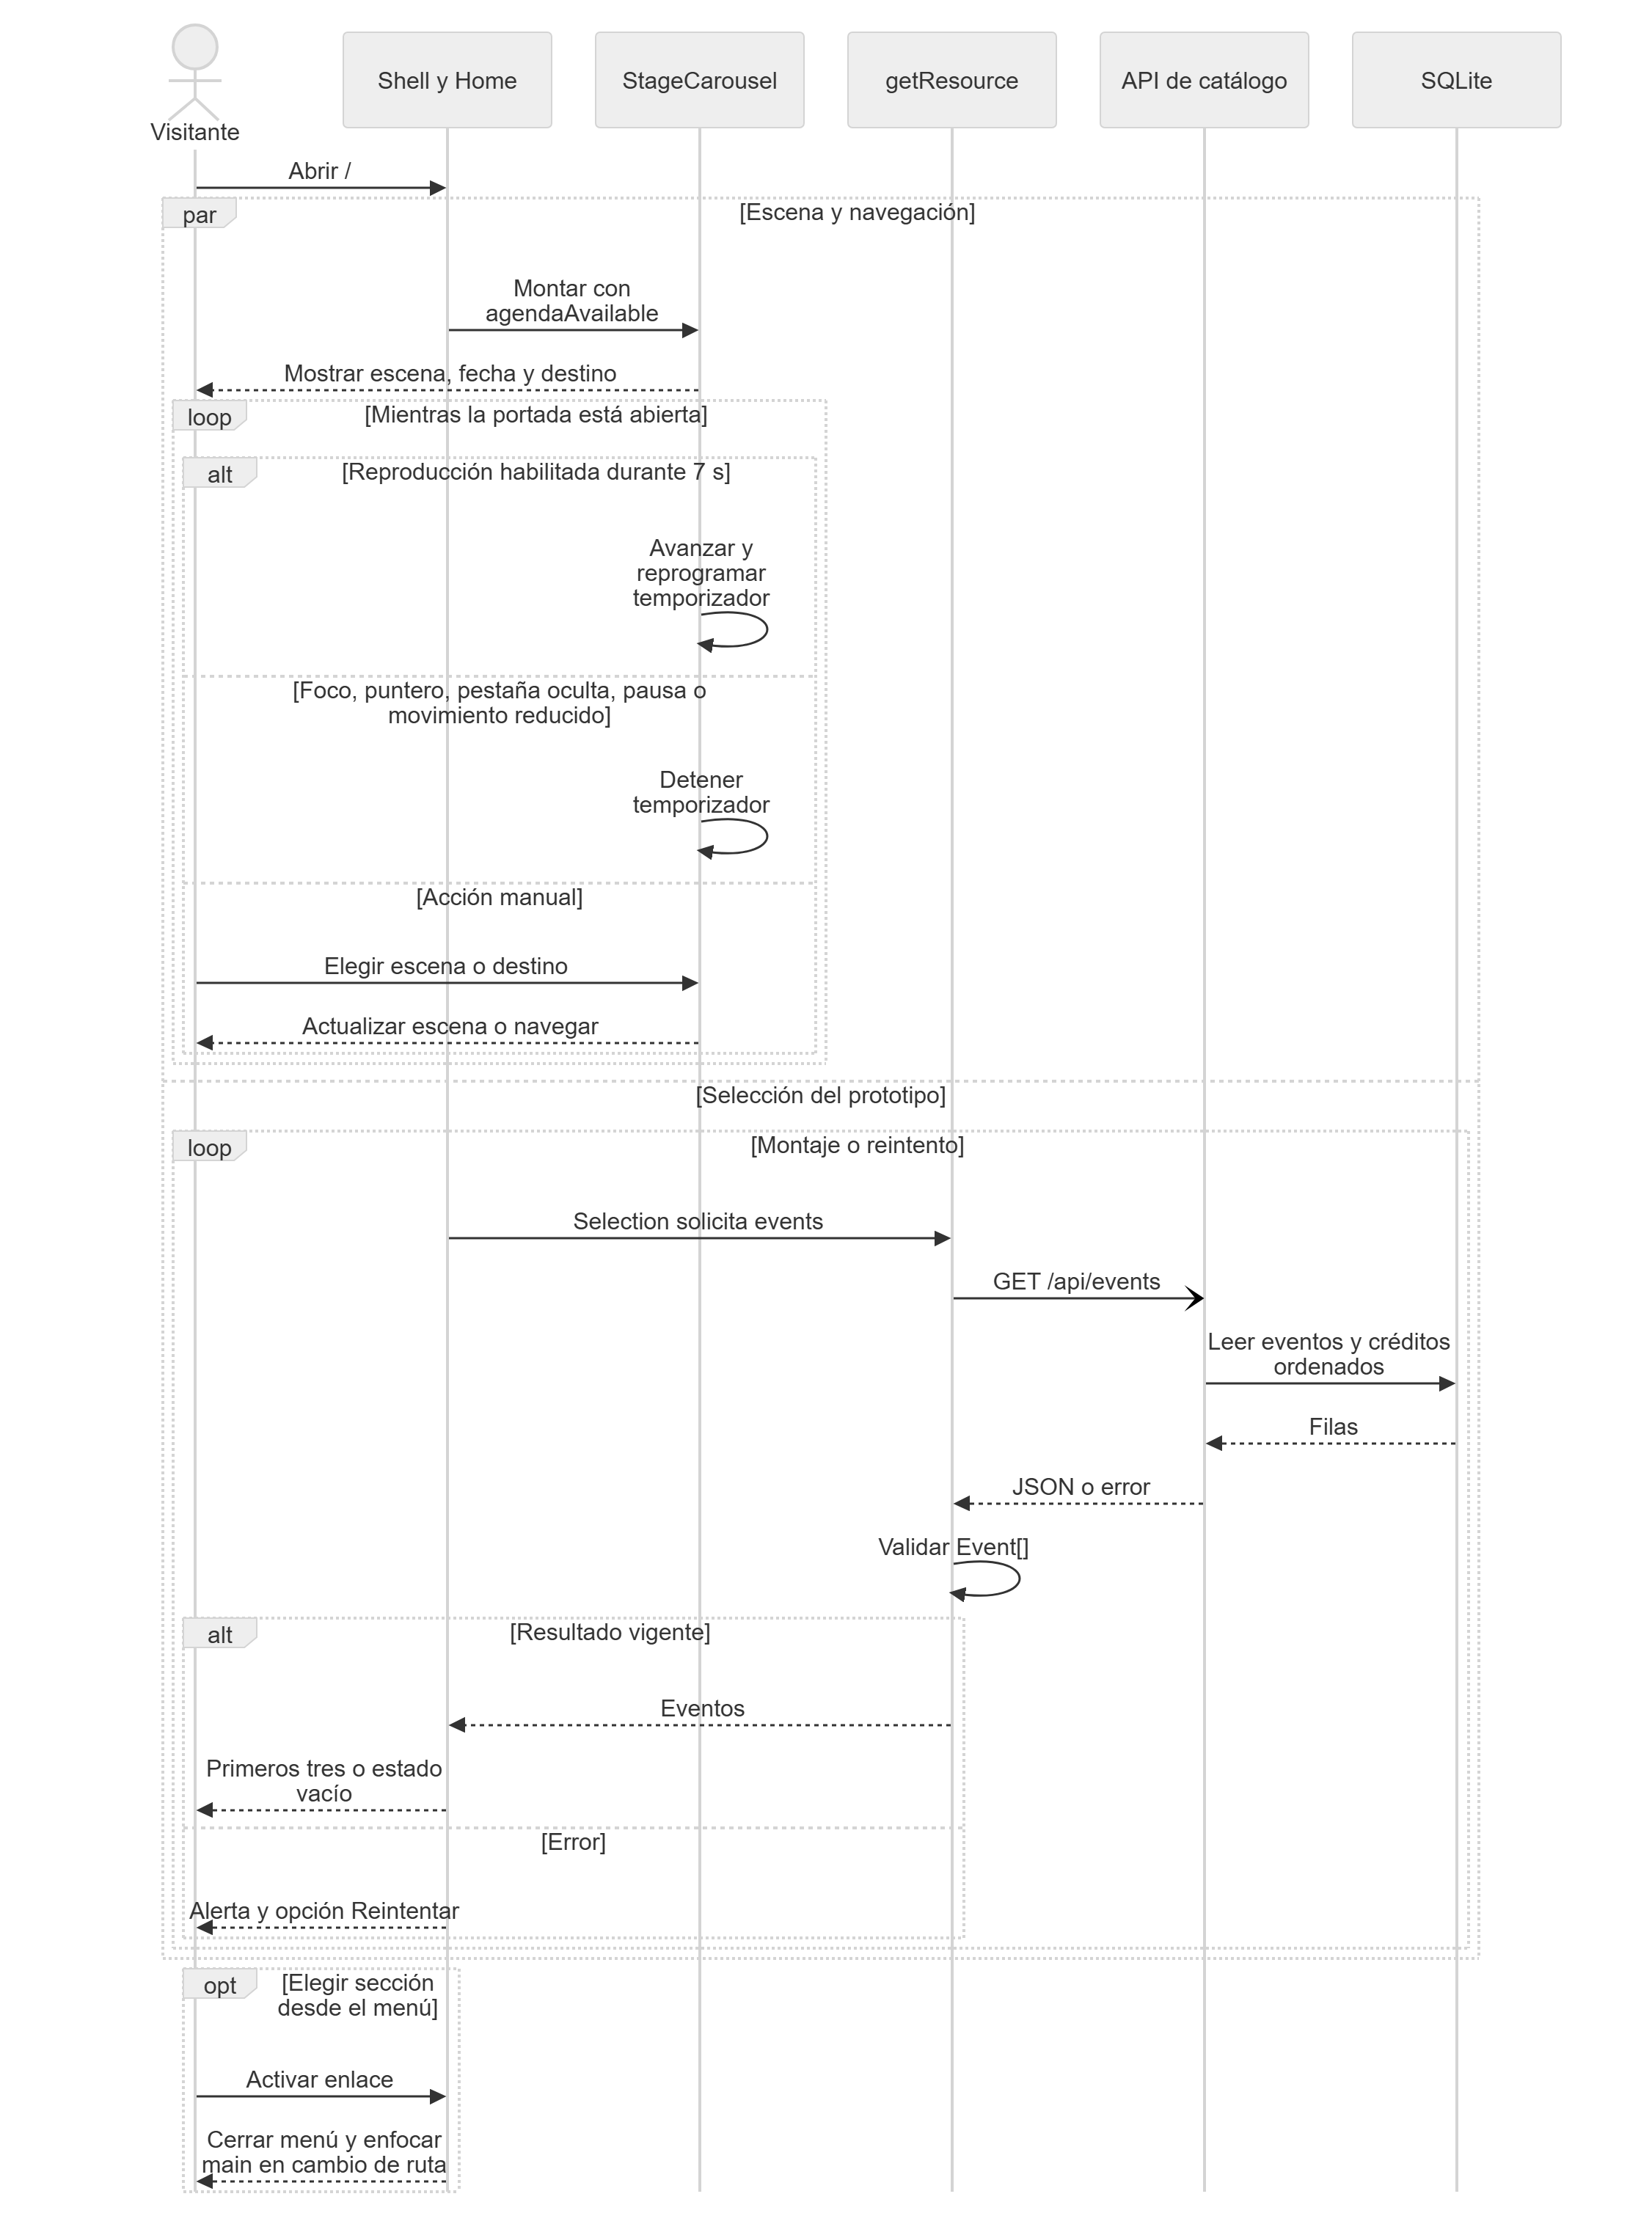 Visitante
Shell y Home
StageCarousel
getResource
API de catálogo
SQLite
Abrir /
par
[Escena y navegación]
Montar con
agendaAvailable
Mostrar escena, fecha y destino
loop
[Mientras la portada está abierta]
alt
[Reproducción habilitada durante 7 s]
Avanzar y
reprogramar
temporizador
[Foco, puntero, pestaña oculta, pausa o
movimiento reducido]
Detener
temporizador
[Acción manual]
Elegir escena o destino
Actualizar escena o navegar
[Selección del prototipo]
loop
[Montaje o reintento]
Selection solicita events
GET /api/events
Leer eventos y créditos
ordenados
Filas
JSON o error
Validar Event[]
alt
[Resultado vigente]
Eventos
Primeros tres o estado
vacío
[Error]
Alerta y opción Reintentar
opt
[Elegir sección
desde el menú]
Activar enlace
Cerrar menú y enfocar
main en cambio de ruta